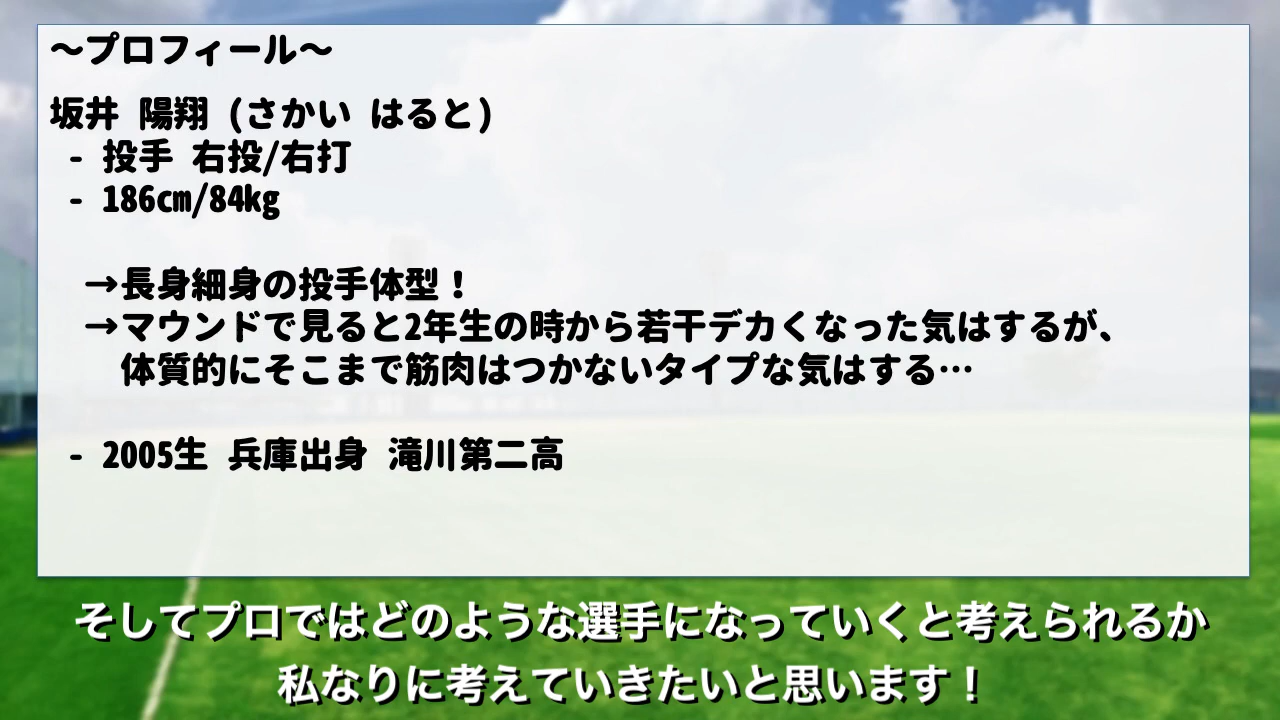 ～プロフィール～
坂井 陽翔 (さかい はると)
- 投手 右投/右打
- 186cm/84kg
→長身細身の投手体型！
→マウンドで見ると2年生の時から若干デカくなった気はするが、
体質的にそこまで筋肉はつかないタイプな気はする…
- 2005生 兵庫出身 滝川第二高
そしてプロではどのような選手になっていくと考えられるか
私なりに考えていきたいと思います！